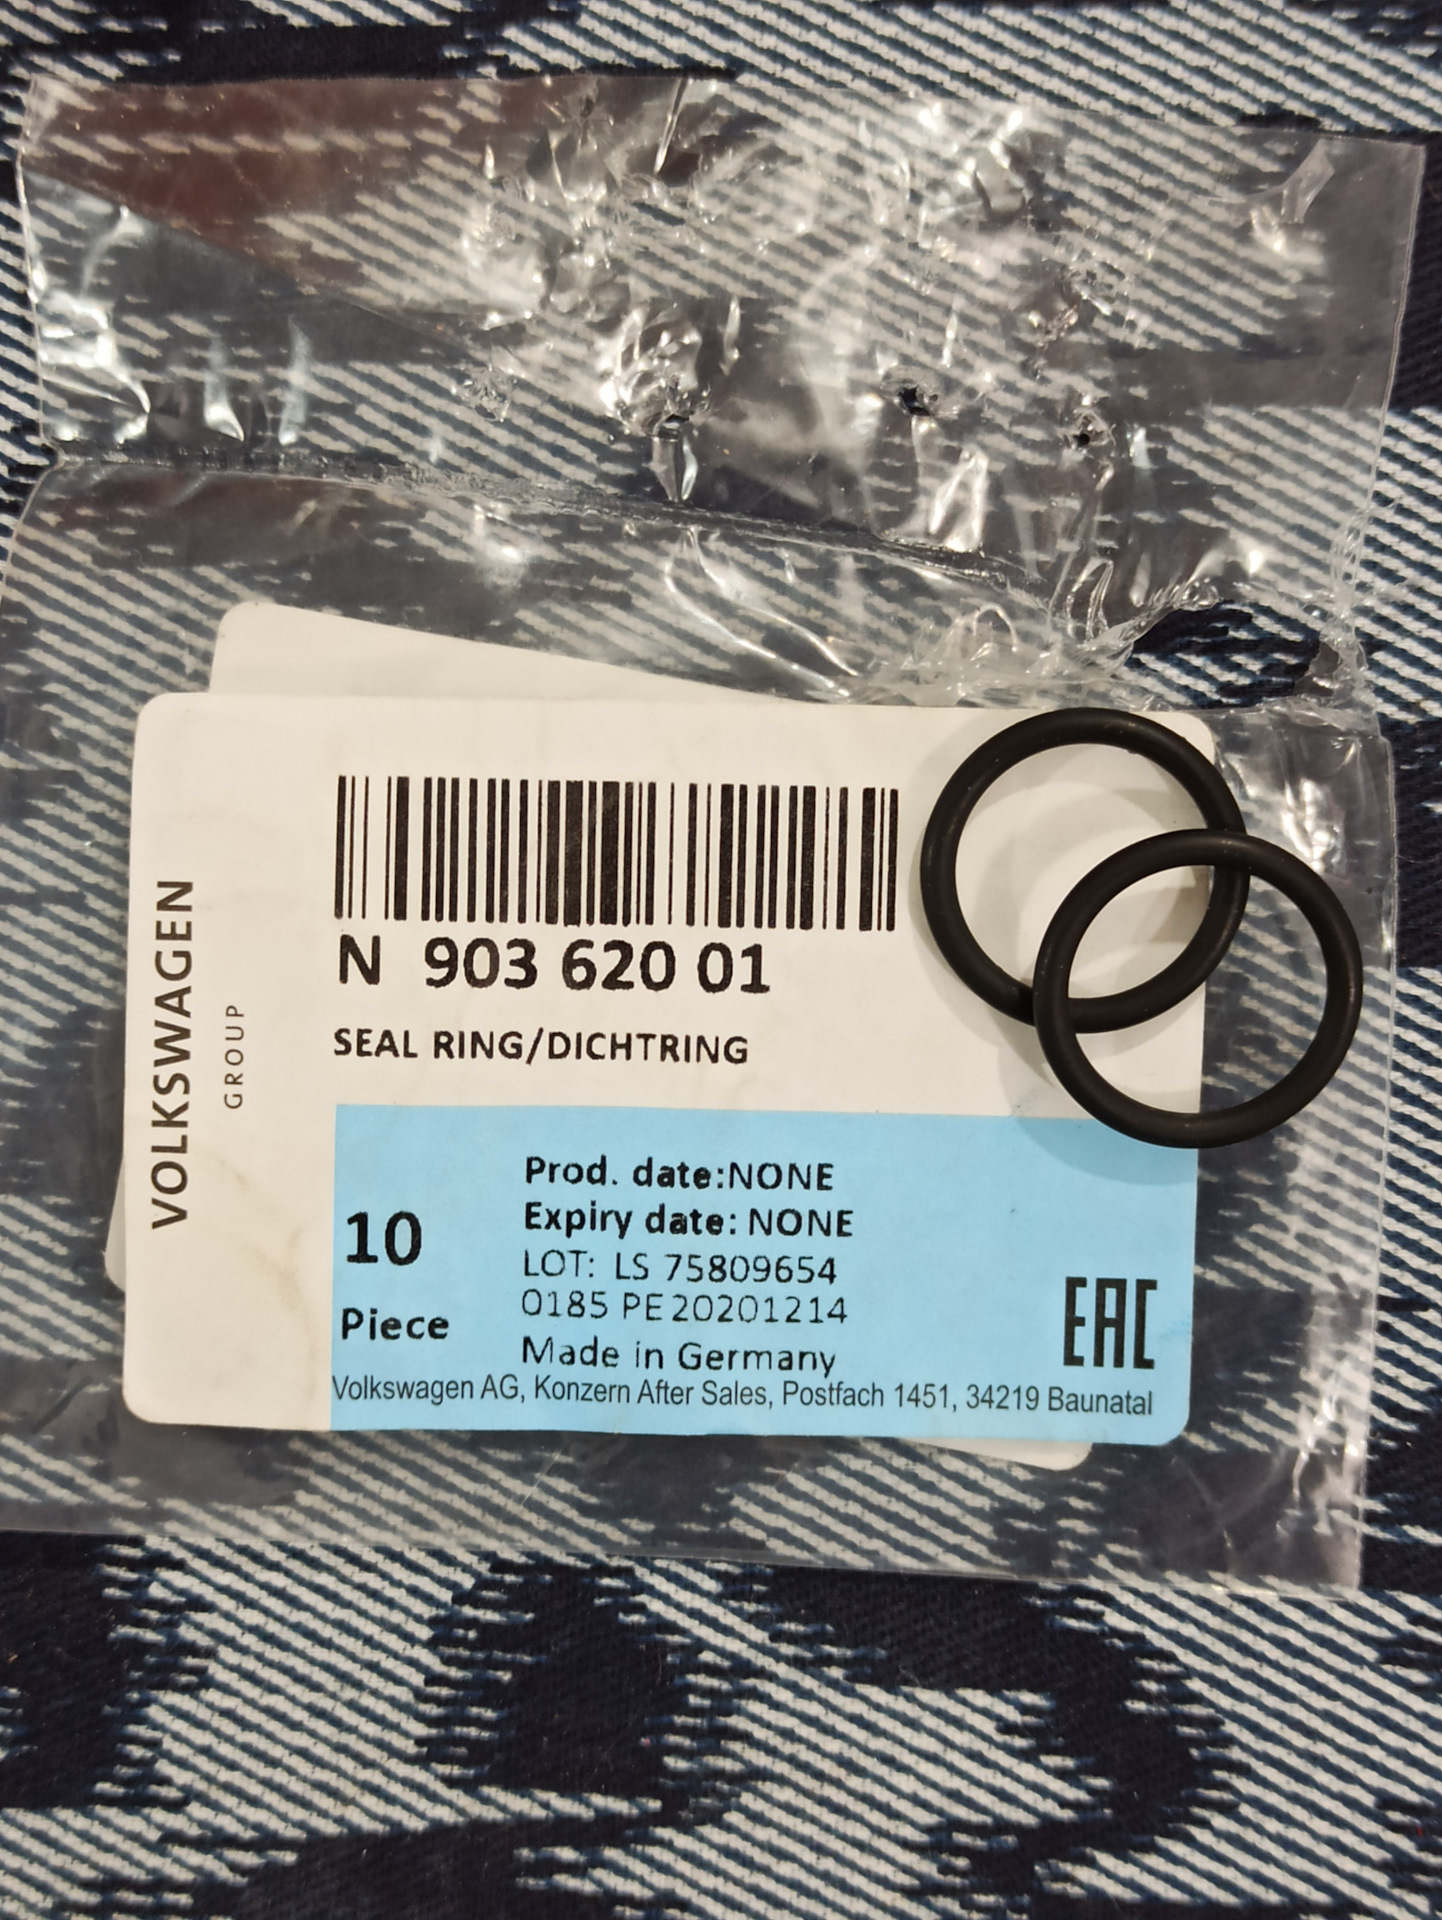 VOLKSWAGEN
GROUP
N 903 620 01
SEAL RING/DICHTRING
10
Piece
Prod. date:NONE
Expiry date: NONE
LOT: LS 75809654
0185 PE20201214
Made in Germany
EAC
Volkswagen AG, Konzern After Sales, Postfach 1451, 34219 Baunatal